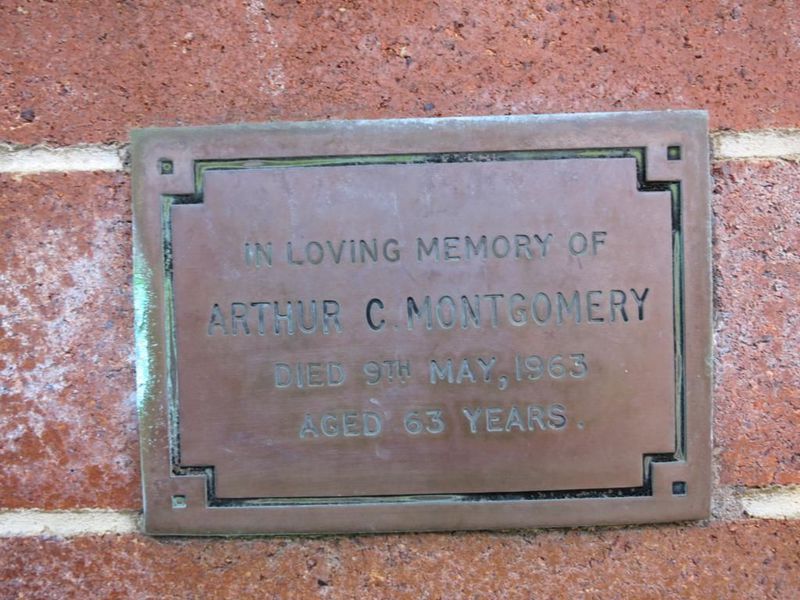 IN LOVING MEMORY OF
ARTHUR C. MONTGOMERY
DIED 9TH MAY, 1963
AGED 63 YEARS.